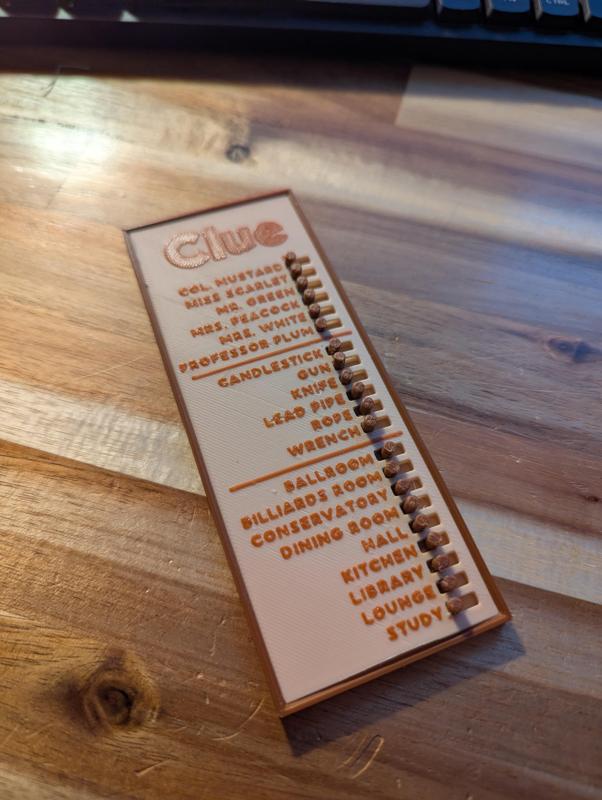 Clue
COL. MUSTARD
MISS SCARLET
MR. GREEN
MRS. PEACOCK
MRS. WHITE
PROFESSOR PLUM
CANDLESTICK
GUN
KNIFE
LEAD PIPE
ROPE
WRENCH
BALLROOM
BILLIARDS ROOM
CONSERVATORY
DINING ROOM
HALL
KITCHEN
LIBRARY
LOUNGE
STUDY